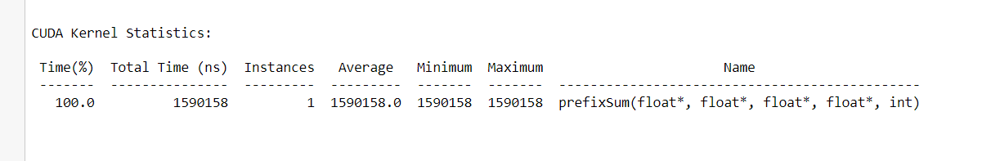 CUDA Kernel Statistics:
Time(%)  Total Time (ns)  Instances   Average   Minimum  Maximum                       Name
-------  ---------------  ---------  ---------  -------  -------  ----------------------------------------------
100.0          1590158          1  1590158.0  1590158  1590158  prefixSum(float*, float*, float*, float*, int)